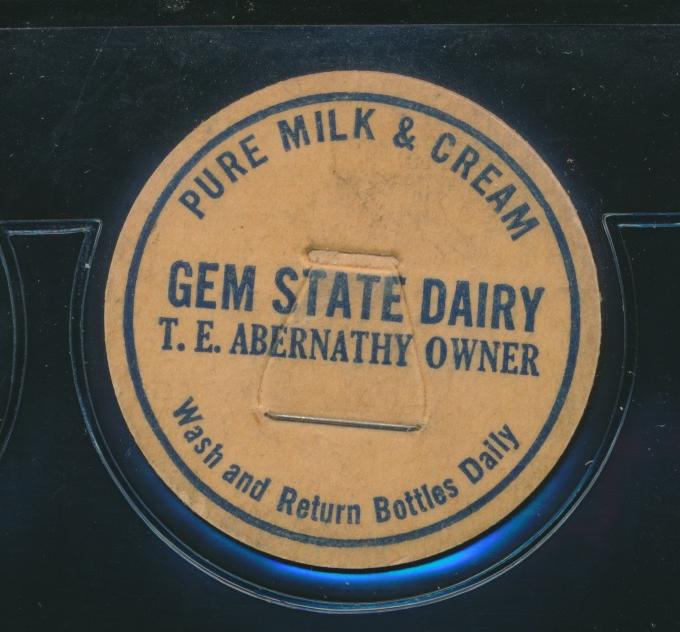 PURE MILK & CREAM
GEM STATE DAIRY
T. E. ABERNATHY OWNER
Wash and Return Bottles Daily